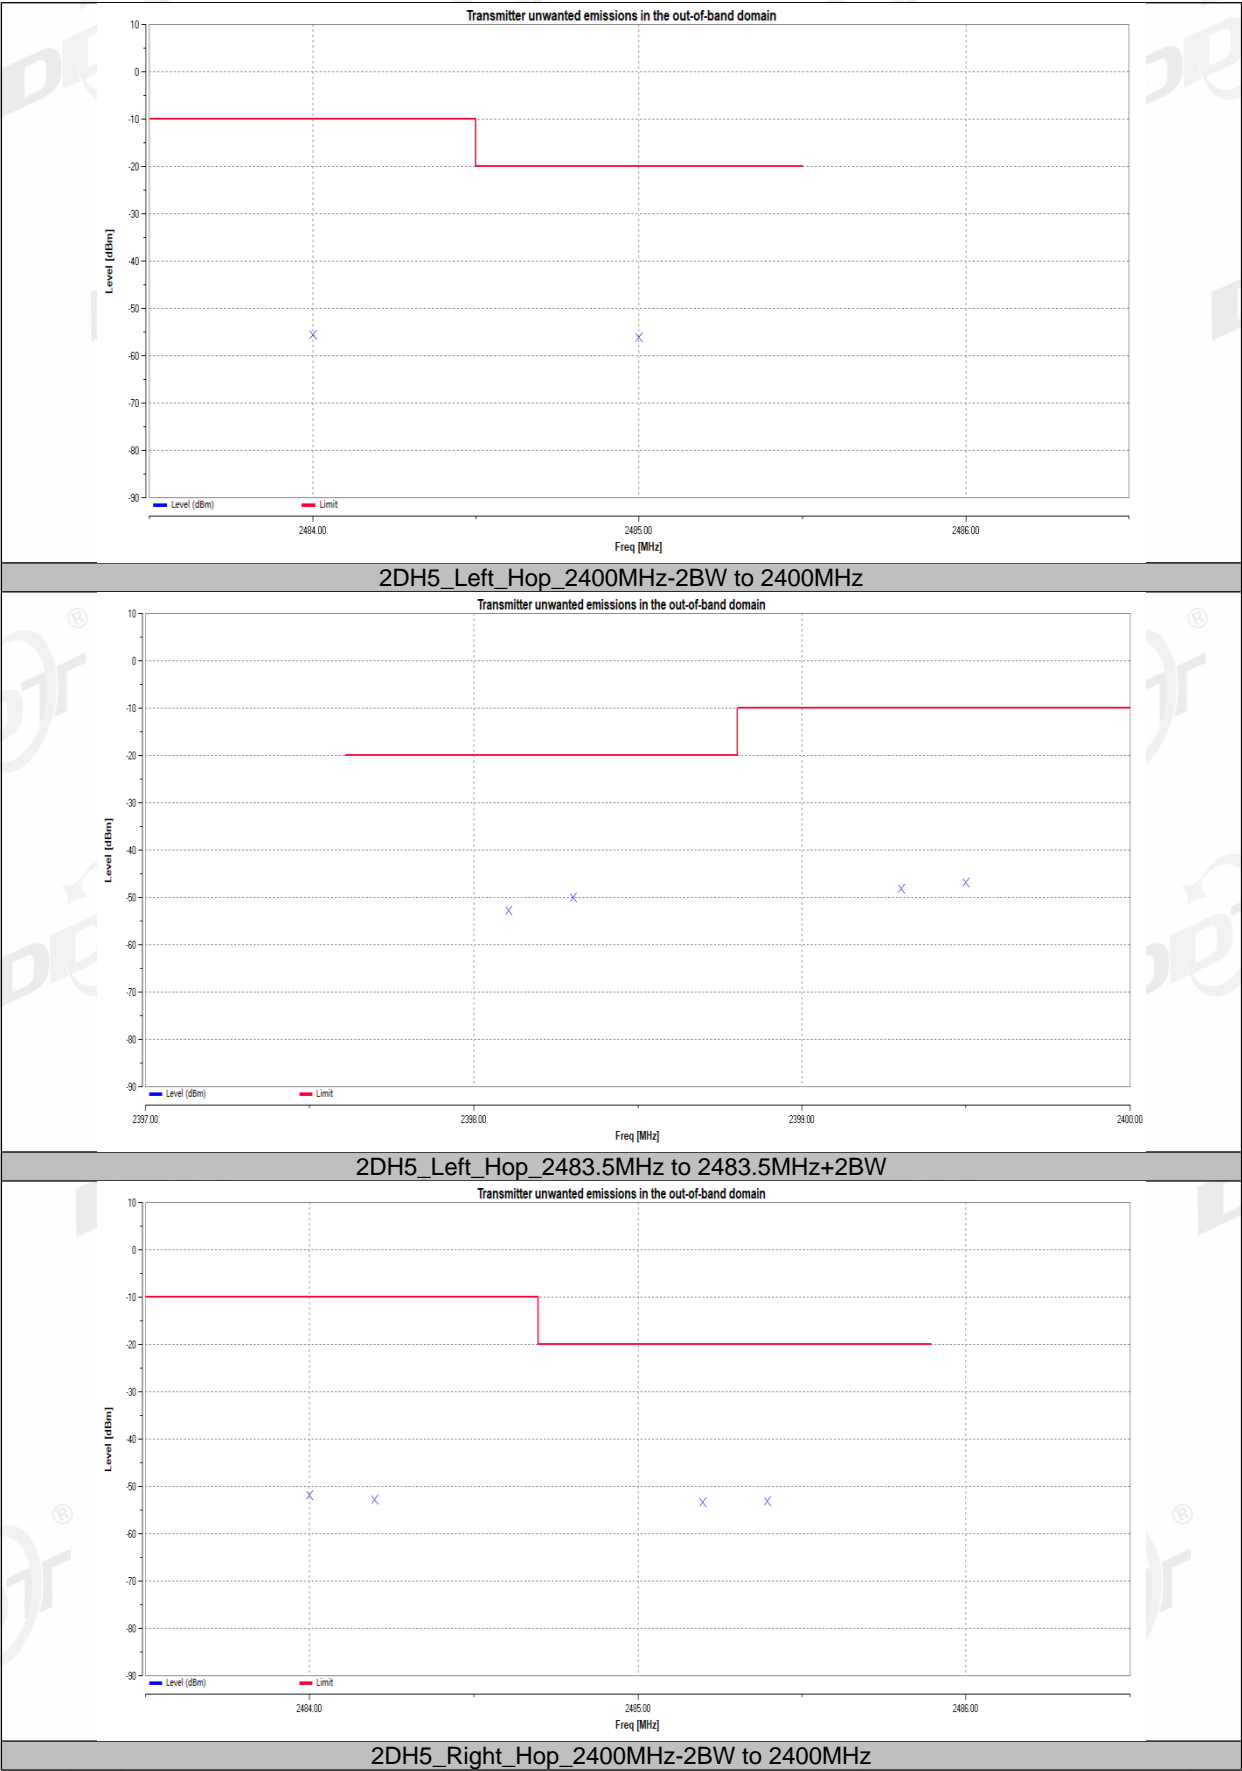 Transmitter unwanted emissions in the out-of-band domain
10
0
-10
-20
-30
-40
-50
-60
-70
-80
-90
Level [dBm]
Level (dBm) Limit
2484.00 2485.00 2486.00
Freq [MHz]
2DH5_Left_Hop_2400MHz-2BW to 2400MHz
Transmitter unwanted emissions in the out-of-band domain
10
0
-10
-20
-30
-40
-50
-60
-70
-80
-90
Level [dBm]
Level (dBm) Limit
2397.00 2398.00 2399.00 2400.00
Freq [MHz]
2DH5_Left_Hop_2483.5MHz to 2483.5MHz+2BW
Transmitter unwanted emissions in the out-of-band domain
10
0
-10
-20
-30
-40
-50
-60
-70
-80
-90
Level [dBm]
Level (dBm) Limit
2484.00 2485.00 2486.00
Freq [MHz]
2DH5_Right_Hop_2400MHz-2BW to 2400MHz